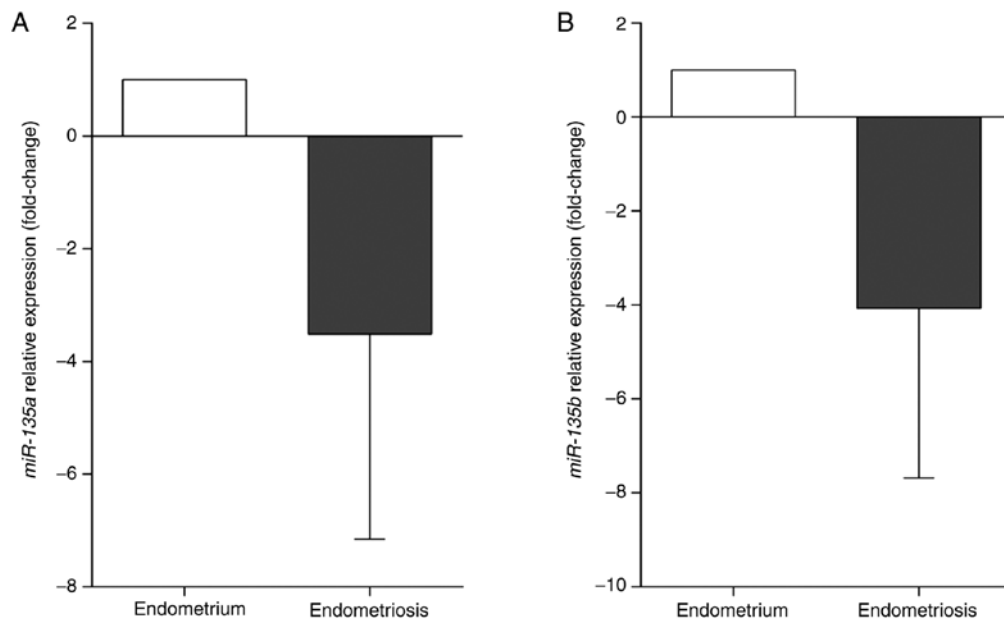 A
miR-135a relative expression (fold-change)
2
0
−2
−4
−6
−8
Endometrium Endometriosis
B
miR-135b relative expression (fold-change)
2
0
−2
−4
−6
−8
−10
Endometrium Endometriosis